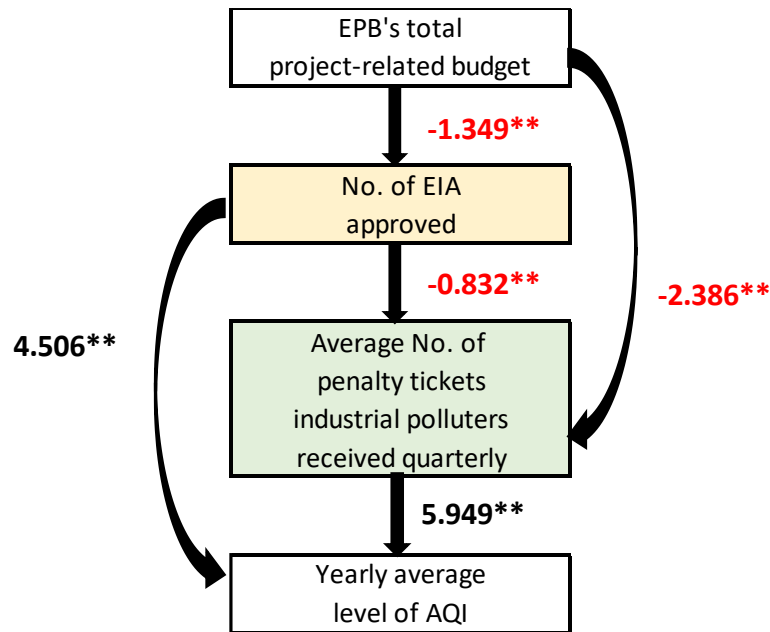 EPB's total
project-related budget
-1.349**
No. of EIA
approved
-0.832**
-2.386**
4.506**
Average No. of
penalty tickets
industrial polluters
received quarterly
5.949**
Yearly average
level of AQI